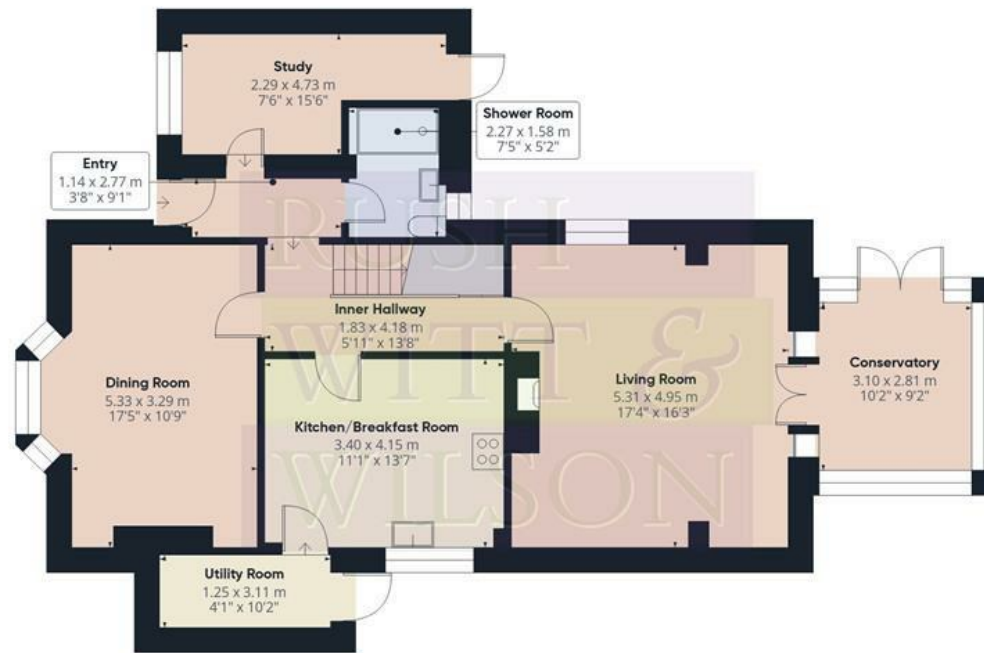 Study
2.29 x 4.73 m
7'6" x 15'6"
Shower Room
2.27 x 1.58 m
7'5" x 5'2"
Entry
1.14 x 2.77 m
3'8" x 9'1"
RUSH
WITT &
WILSON
Inner Hallway
1.83 x 4.18 m
5'11" x 13'8"
Dining Room
5.33 x 3.29 m
17'5" x 10'9"
Kitchen/Breakfast Room
3.40 x 4.15 m
11'1" x 13'7"
Living Room
5.31 x 4.95 m
17'4" x 16'3"
Conservatory
3.10 x 2.81 m
10'2" x 9'2"
Utility Room
1.25 x 3.11 m
4'1" x 10'2"